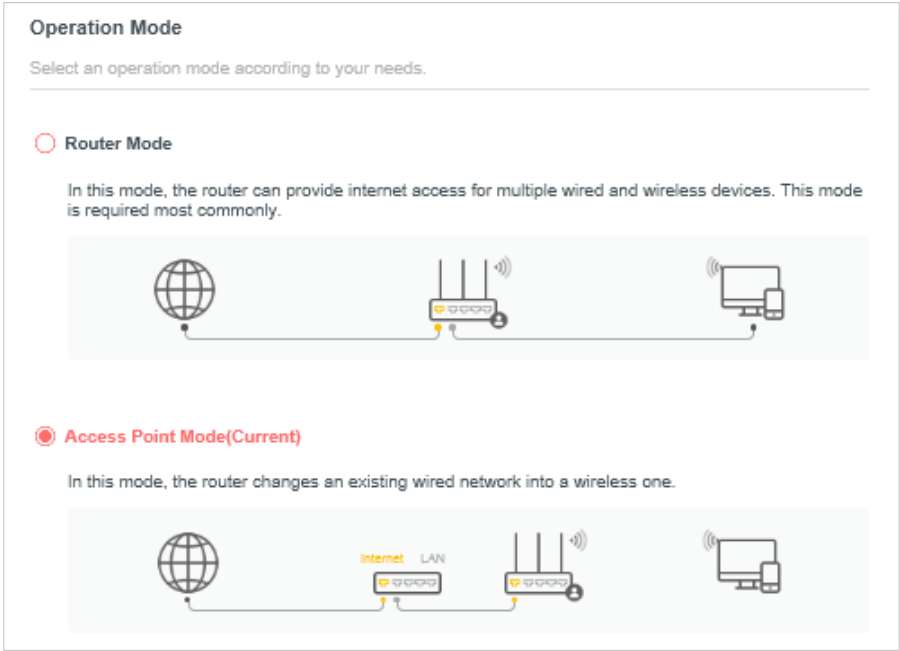 Operation Mode
Select an operation mode according to your needs.
Router Mode
In this mode, the router can provide internet access for multiple wired and wireless devices. This mode
is required most commonly.
Access Point Mode(Current)
In this mode, the router changes an existing wired network into a wireless one.
Internet LAN